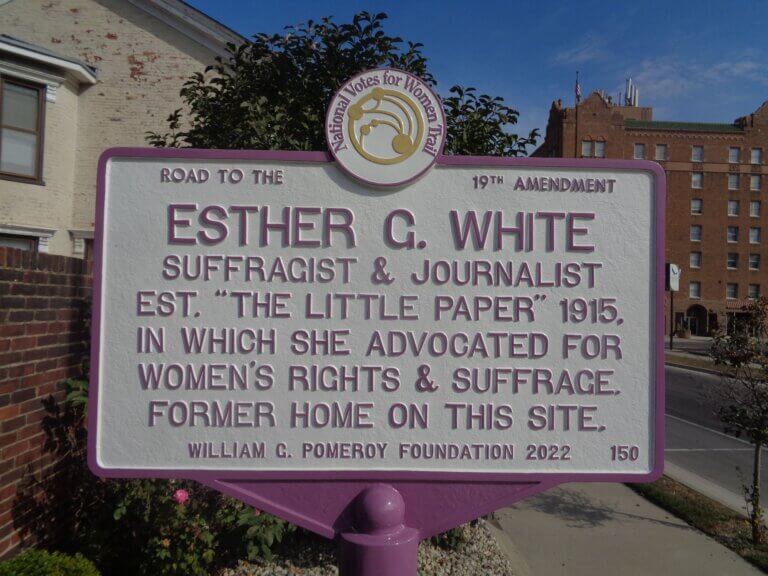 National Votes for Women Trail
ROAD TO THE 19TH AMENDMENT
ESTHER G. WHITE
SUFFRAGIST & JOURNALIST
EST. "THE LITTLE PAPER" 1915,
IN WHICH SHE ADVOCATED FOR
WOMEN'S RIGHTS & SUFFRAGE.
FORMER HOME ON THIS SITE.
WILLIAM G. POMEROY FOUNDATION 2022 150